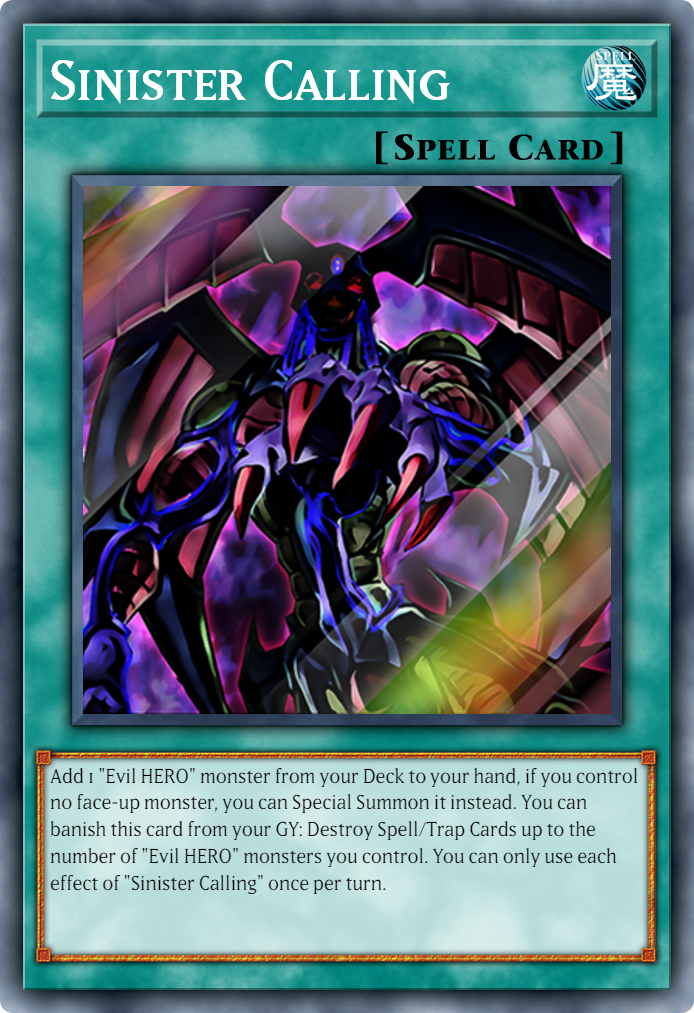 Sinister Calling
SPELL
魔
[Spell Card]
Add 1 "Evil HERO" monster from your Deck to your hand, if you control
no face-up monster, you can Special Summon it instead. You can
banish this card from your GY: Destroy Spell/Trap Cards up to the
number of "Evil HERO" monsters you control. You can only use each
effect of "Sinister Calling" once per turn.